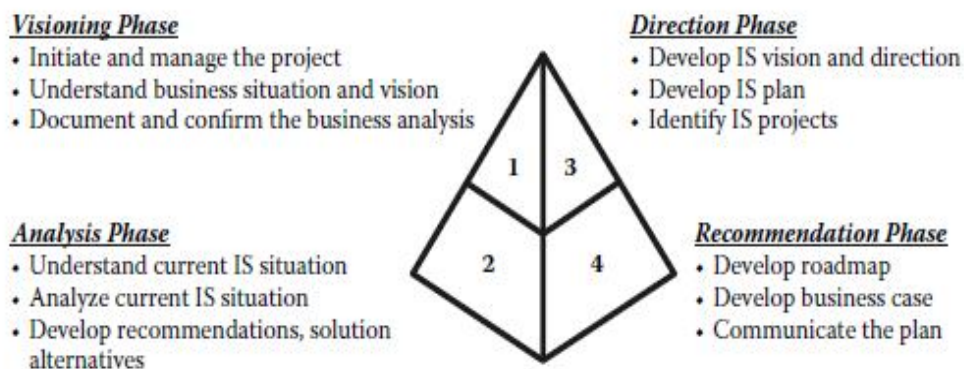 Visioning Phase
• Initiate and manage the project
• Understand business situation and vision
• Document and confirm the business analysis
Direction Phase
• Develop IS vision and direction
• Develop IS plan
• Identify IS projects
1
3
2
4
Analysis Phase
• Understand current IS situation
• Analyze current IS situation
• Develop recommendations, solution
alternatives
Recommendation Phase
• Develop roadmap
• Develop business case
• Communicate the plan